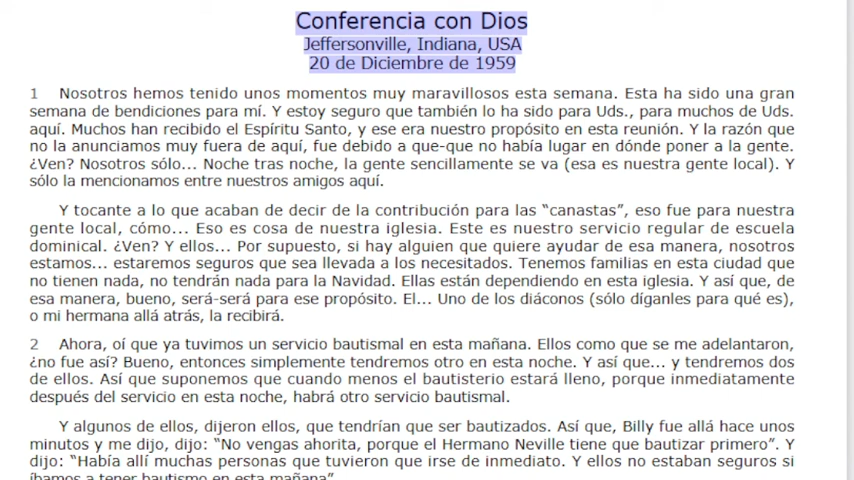 Conferencia con Dios
Jeffersonville, Indiana, USA
20 de Diciembre de 1959
1 Nosotros hemos tenido unos momentos muy maravillosos esta semana. Esta ha sido una gran
semana de bendiciones para mí. Y estoy seguro que también lo ha sido para Uds., para muchos de Uds.
aquí. Muchos han recibido el Espíritu Santo, y ese era nuestro propósito en esta reunión. Y la razón que
no la anunciamos muy fuera de aquí, fue debido a que-que no había lugar en dónde poner a la gente.
¿Ven? Nosotros sólo... Noche tras noche, la gente sencillamente se va (esa es nuestra gente local). Y
sólo la mencionamos entre nuestros amigos aquí.
Y tocante a lo que acaban de decir de la contribución para las “canastas”, eso fue para nuestra
gente local, cómo... Eso es cosa de nuestra iglesia. Este es nuestro servicio regular de escuela
dominical. ¿Ven? Y ellos... Por supuesto, si hay alguien que quiere ayudar de esa manera, nosotros
estamos... estaremos seguros que sea llevada a los necesitados. Tenemos familias en esta ciudad que
no tienen nada, no tendrán nada para la Navidad. Ellas están dependiendo en esta iglesia. Y así que, de
esa manera, bueno, será-será para ese propósito. El... Uno de los diáconos (sólo díganles para qué es),
o mi hermana allá atrás, la recibirá.
2 Ahora, oí que ya tuvimos un servicio bautismal en esta mañana. Ellos como que se me adelantaron,
¿no fue así? Bueno, entonces simplemente tendremos otro en esta noche. Y así que... y tendremos dos
de ellos. Así que suponemos que cuando menos el bautisterio estará lleno, porque inmediatamente
después del servicio en esta noche, habrá otro servicio bautismal.
Y algunos de ellos, dijeron ellos, que tendrían que ser bautizados. Así que, Billy fue allá hace unos
minutos y me dijo, dijo: “No vengas ahorita, porque el Hermano Neville tiene que bautizar primero”. Y
dijo: “Había allí muchas personas que tuvieron que irse de inmediato. Y ellos no estaban seguros si
íbamos a tener bautismo en esta mañana”